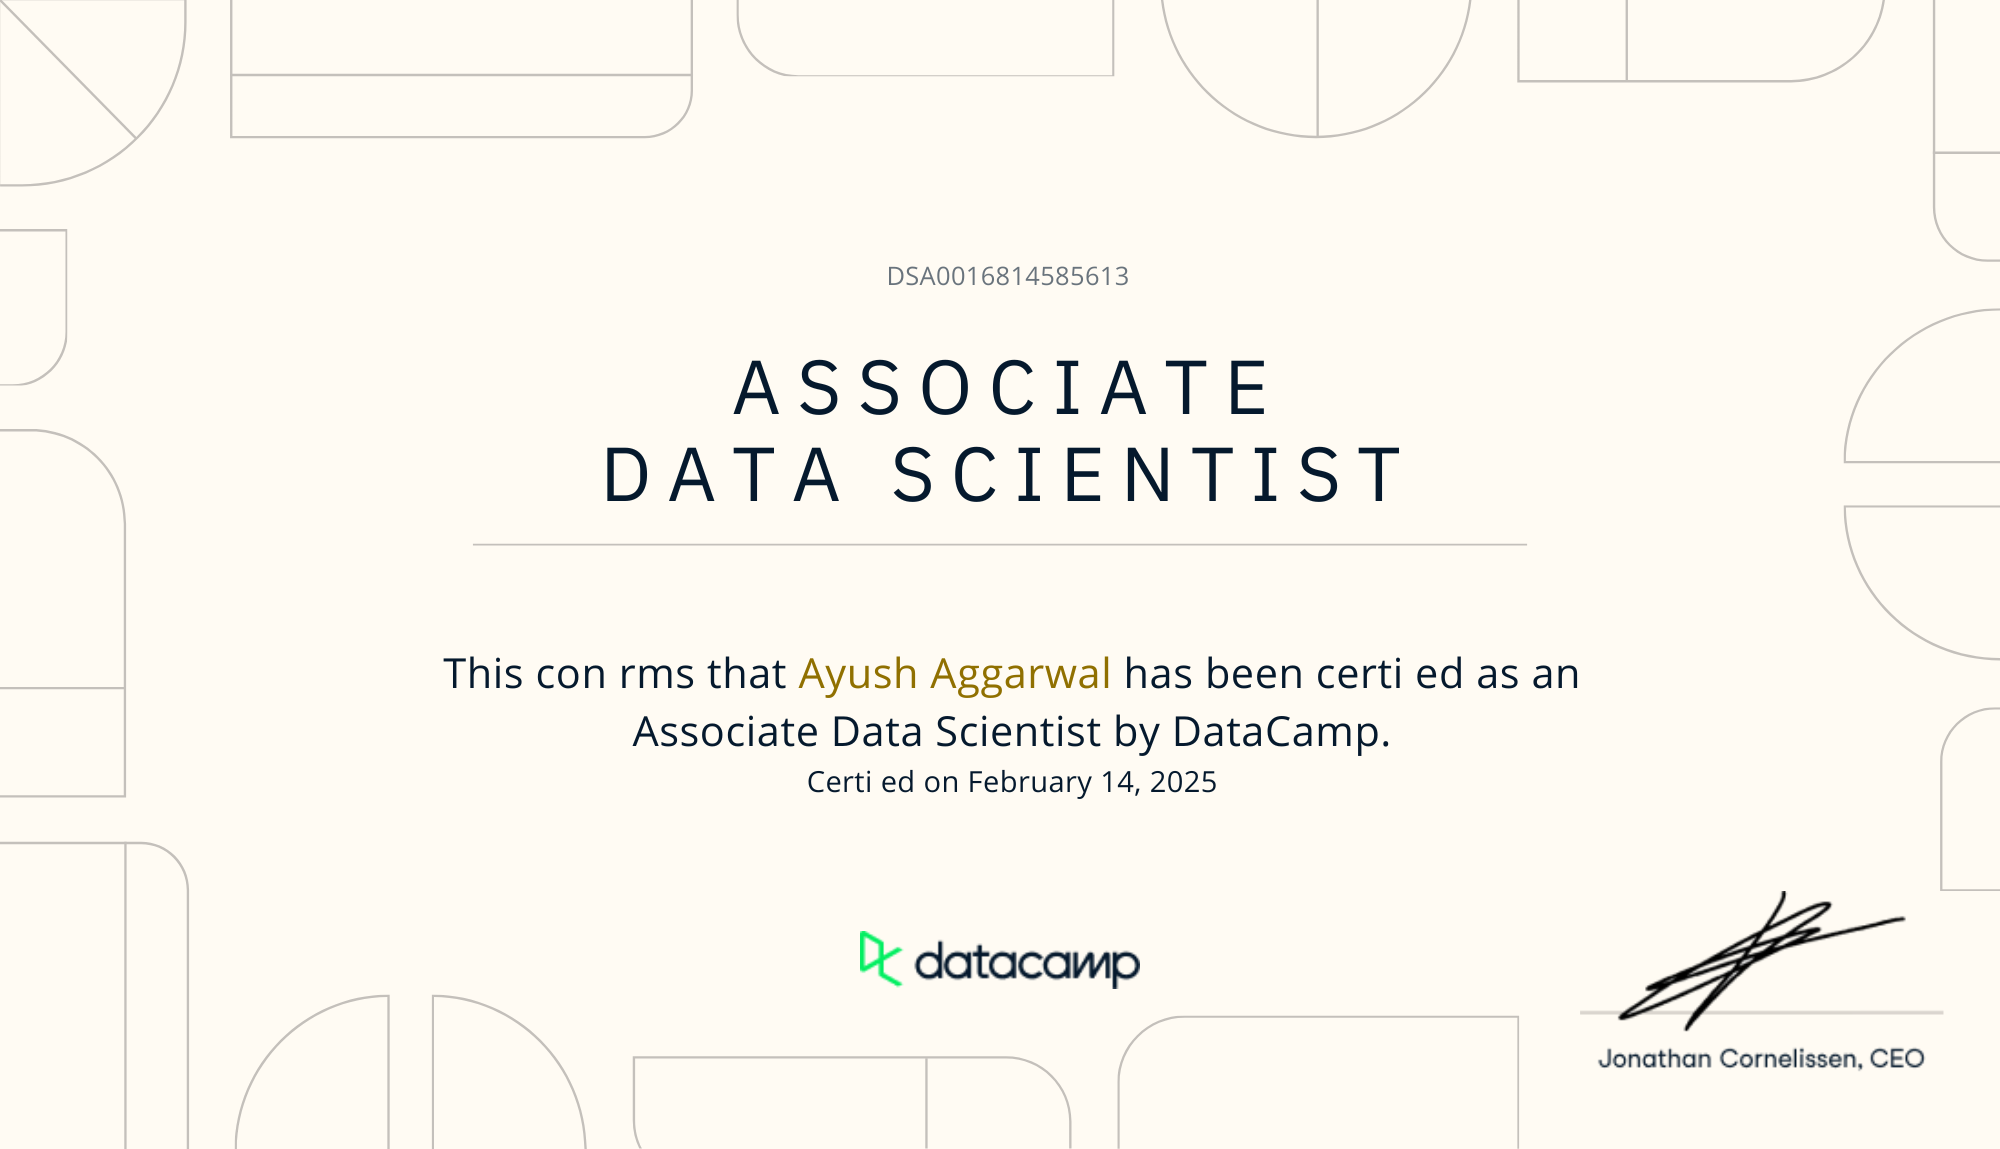 DSA0016814585613
ASSOCIATE
DATA SCIENTIST
This con rms that Ayush Aggarwal has been certi ed as an
Associate Data Scientist by DataCamp.
Certi ed on February 14, 2025
datacamp
Jonathan Cornelissen, CEO